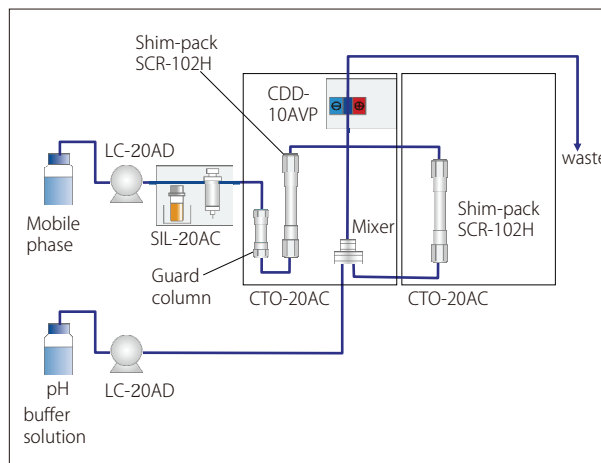 Shim-pack
SCR-102H
CDD-
10AVP
LC-20AD
waste
Mobile
phase
SIL-20AC
Mixer
Shim-pack
SCR-102H
Guard
column
CTO-20AC
CTO-20AC
pH
buffer
solution
LC-20AD